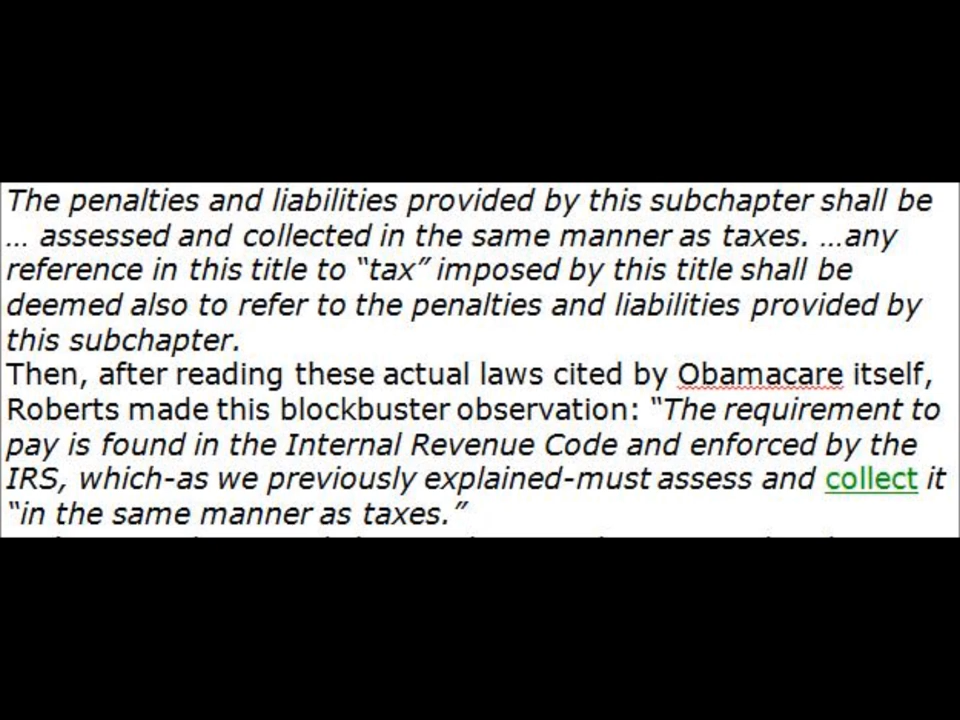 The penalties and liabilities provided by this subchapter shall be
… assessed and collected in the same manner as taxes. …any
reference in this title to “tax” imposed by this title shall be
deemed also to refer to the penalties and liabilities provided by
this subchapter.
Then, after reading these actual laws cited by Obamacare itself,
Roberts made this blockbuster observation: “The requirement to
pay is found in the Internal Revenue Code and enforced by the
IRS, which-as we previously explained-must assess and collect it
“in the same manner as taxes.”